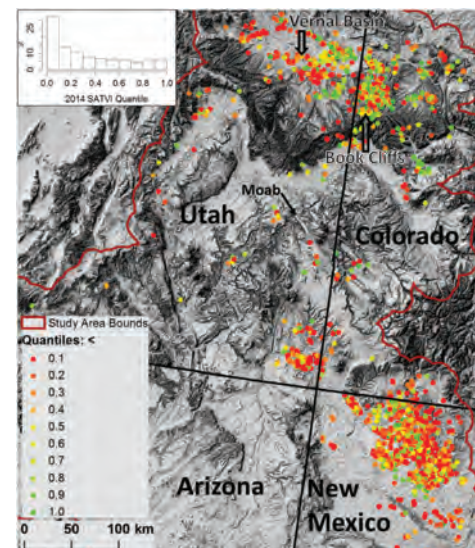 25
%
0
0.0 0.2 0.4 0.6 0.8 1.0
2014 SATVI Quantile
Vernal Basin
Book Cliffs
Moab
Utah
Colorado
Study Area Bounds
Quantiles: <
0.1
0.2
0.3
0.4
0.5
0.6
0.7
0.8
0.9
1.0
Arizona
New
Mexico
0 50 100 km